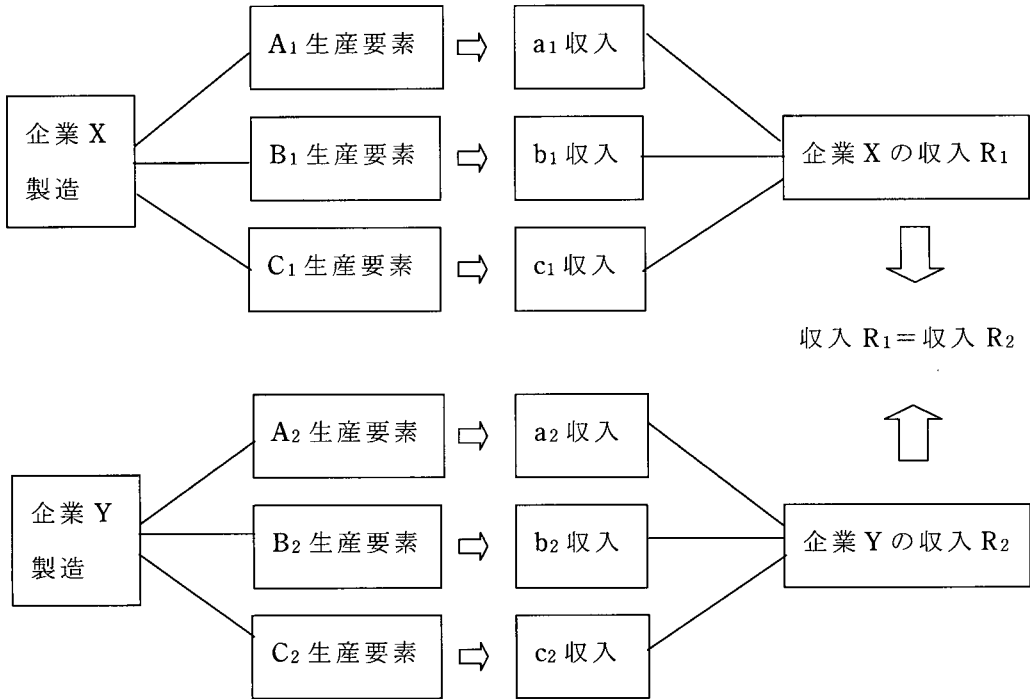 A₁生産要素
a₁収入
企業X
製造
B₁生産要素
b₁収入
企業Xの収入R₁
C₁生産要素
c₁収入
収入R₁=収入R₂
A₂生産要素
a₂収入
企業Y
製造
B₂生産要素
b₂収入
企業Yの収入R₂
C₂生産要素
c₂収入